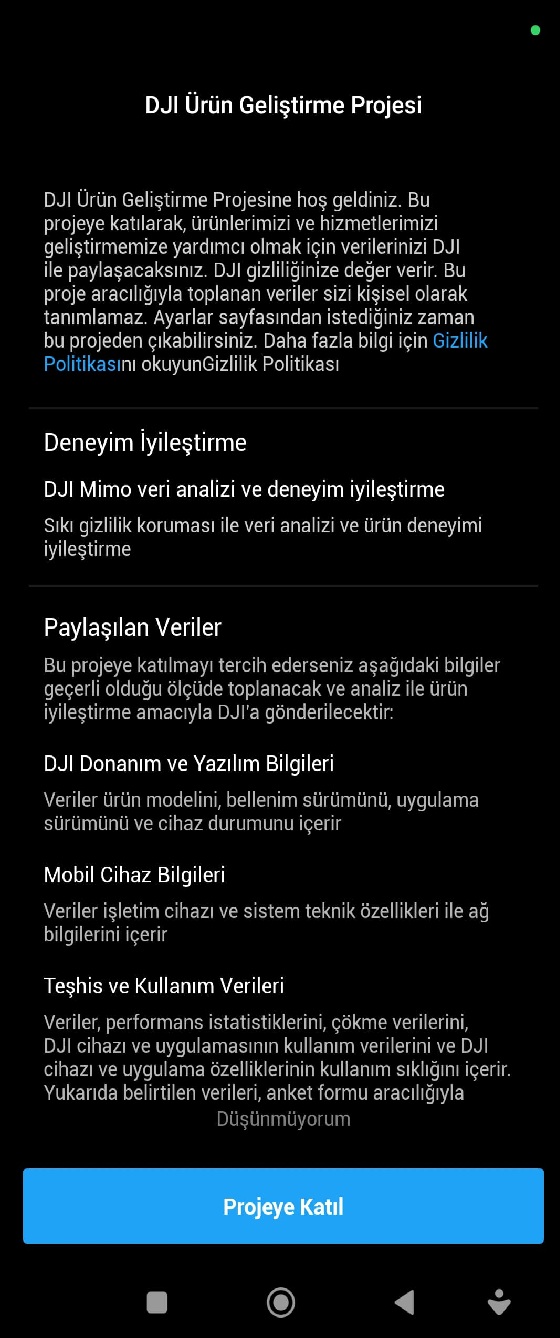 DJI Ürün Geliştirme Projesi
DJI Ürün Geliştirme Projesine hoş geldiniz. Bu
projeye katılarak, ürünlerimizi ve hizmetlerimizi
geliştirmemize yardımcı olmak için verilerinizi DJI
ile paylaşacaksınız. DJI gizliliğinize değer verir. Bu
proje aracılığıyla toplanan veriler sizi kişisel olarak
tanımlamaz. Ayarlar sayfasından istediğiniz zaman
bu projeden çıkabilirsiniz. Daha fazla bilgi için Gizlilik
Politikasını okuyunGizlilik Politikası
Deneyim İyileştirme
DJI Mimo veri analizi ve deneyim iyileştirme
Sıkı gizlilik koruması ile veri analizi ve ürün deneyimi
iyileştirme
Paylaşılan Veriler
Bu projeye katılmayı tercih ederseniz aşağıdaki bilgiler
geçerli olduğu ölçüde toplanacak ve analiz ile ürün
iyileştirme amacıyla DJI'a gönderilecektir:
DJI Donanım ve Yazılım Bilgileri
Veriler ürün modelini, bellenim sürümünü, uygulama
sürümünü ve cihaz durumunu içerir
Mobil Cihaz Bilgileri
Veriler işletim cihazı ve sistem teknik özellikleri ile ağ
bilgilerini içerir
Teşhis ve Kullanım Verileri
Veriler, performans istatistiklerini, çökme verilerini,
DJI cihazı ve uygulamasının kullanım verilerini ve DJI
cihazı ve uygulama özelliklerinin kullanım sıklığını içerir.
Yukarıda belirtilen verileri, anket formu aracılığıyla
Düşünmüyorum
Projeye Katıl